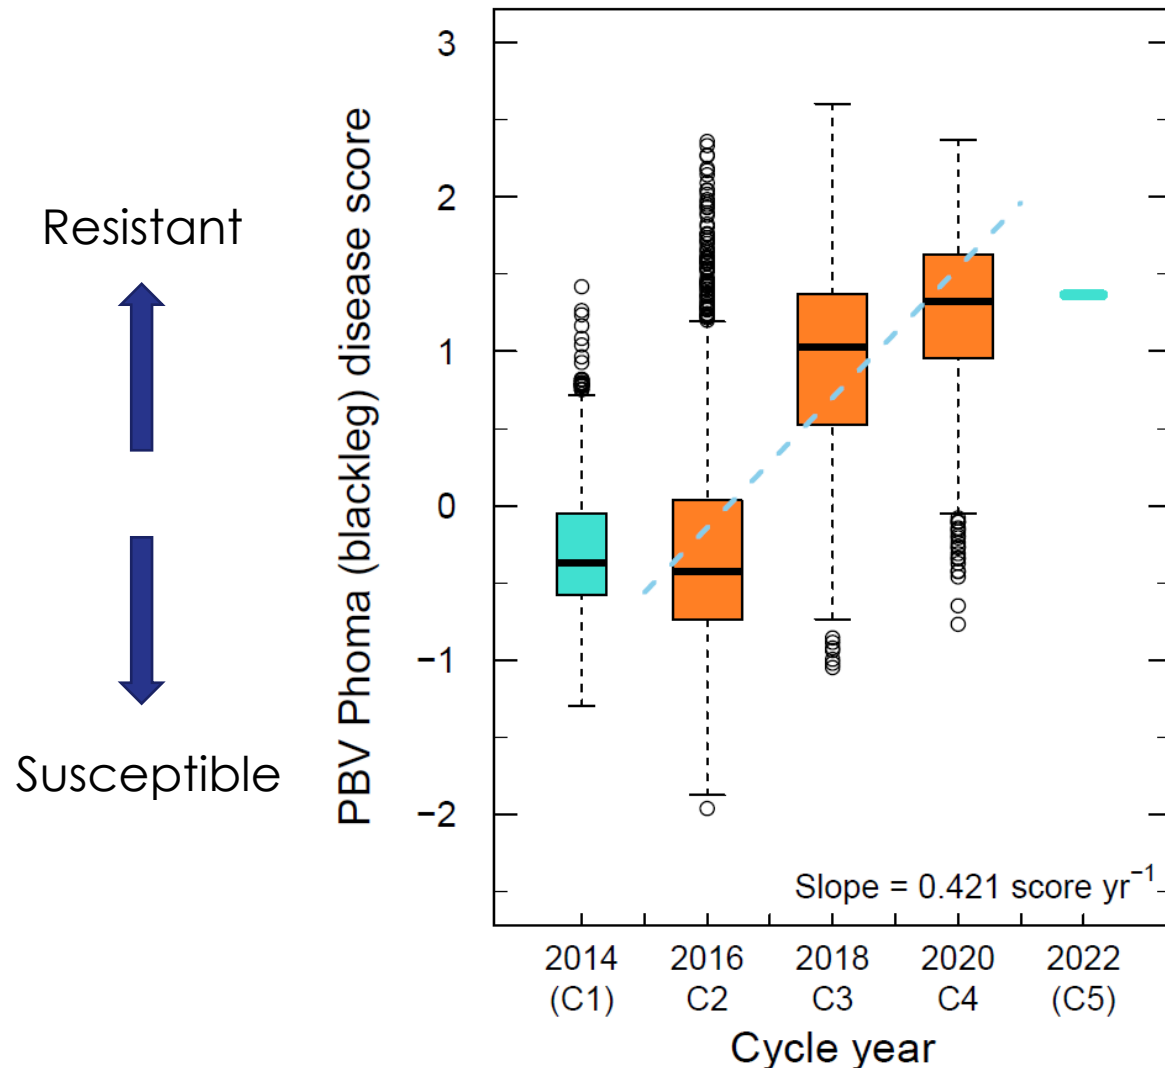 Resistant
Susceptible
PBV Phoma (blackleg) disease score
3
2
1
0
−1
−2
Slope = 0.421 score yr⁻¹
2014 2016 2018 2020 2022
(C1) C2 C3 C4 (C5)
Cycle year